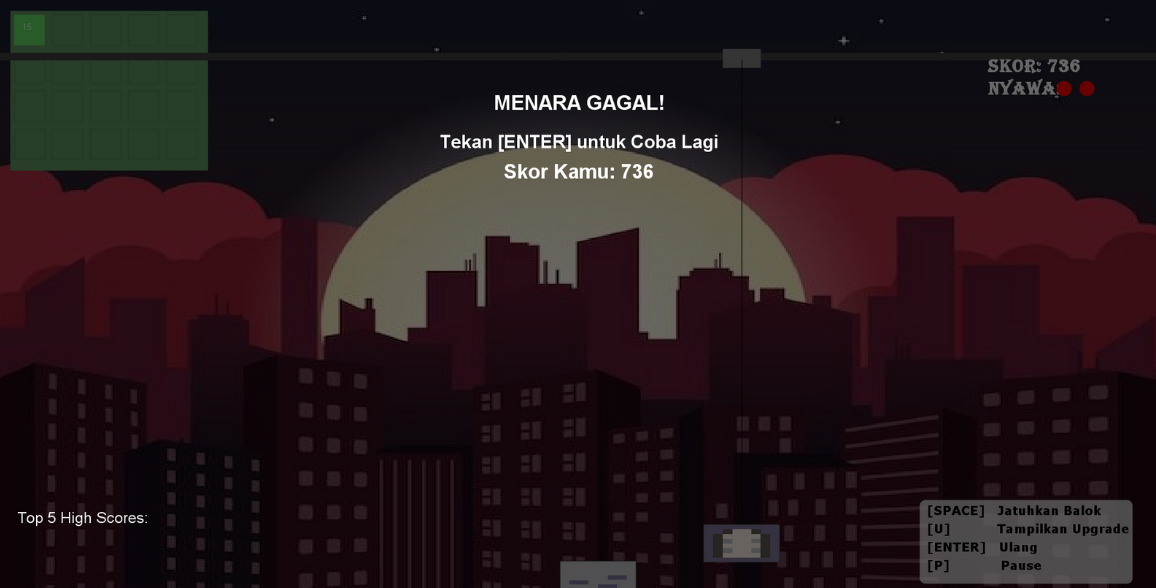 15
SKOR: 736
NYAWA:
MENARA GAGAL!
Tekan [ENTER] untuk Coba Lagi
Skor Kamu: 736
Top 5 High Scores:
[SPACE] Jatuhkan Balok
[U] Tampilkan Upgrade
[ENTER] Ulang
[P] Pause